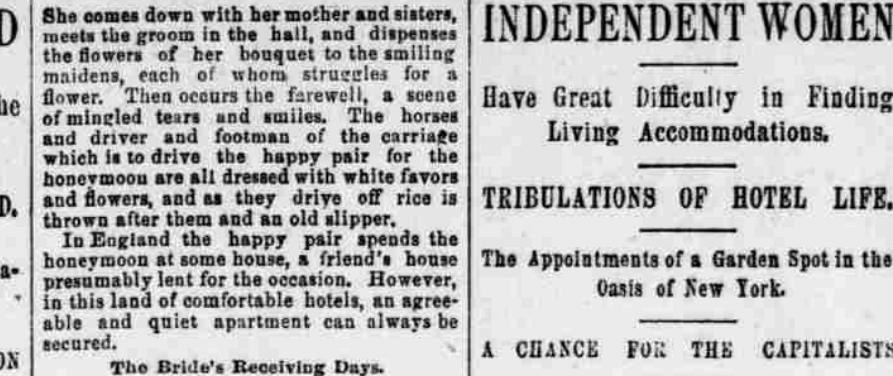 D
he
D.
a-
ON
She comes down with her mother and sisters,
meets the groom in the hall, and dispenses
the flowers of her bouquet to the smiling
maidens, each of whom struggles for a
flower. Then occurs the farewell, a scene
of mingled tears and smiles. The horses
and driver and footman of the carriage
which is to drive the happy pair for the
honeymoon are all dressed with white favors
and flowers, and as they drive off rice is
thrown after them and an old slipper.
In England the happy pair spends the
honeymoon at some house, a friend's house
presumably lent for the occasion. However,
in this land of comfortable hotels, an agree-
able and quiet apartment can always be
secured.
The Bride's Receiving Days.
INDEPENDENT WOMEN
Have Great Difficulty in Finding
Living Accommodations.
TRIBULATIONS OF HOTEL LIFE.
The Appointments of a Garden Spot in the
Oasis of New York.
A CHANCE FOR THE CAPITALISTS